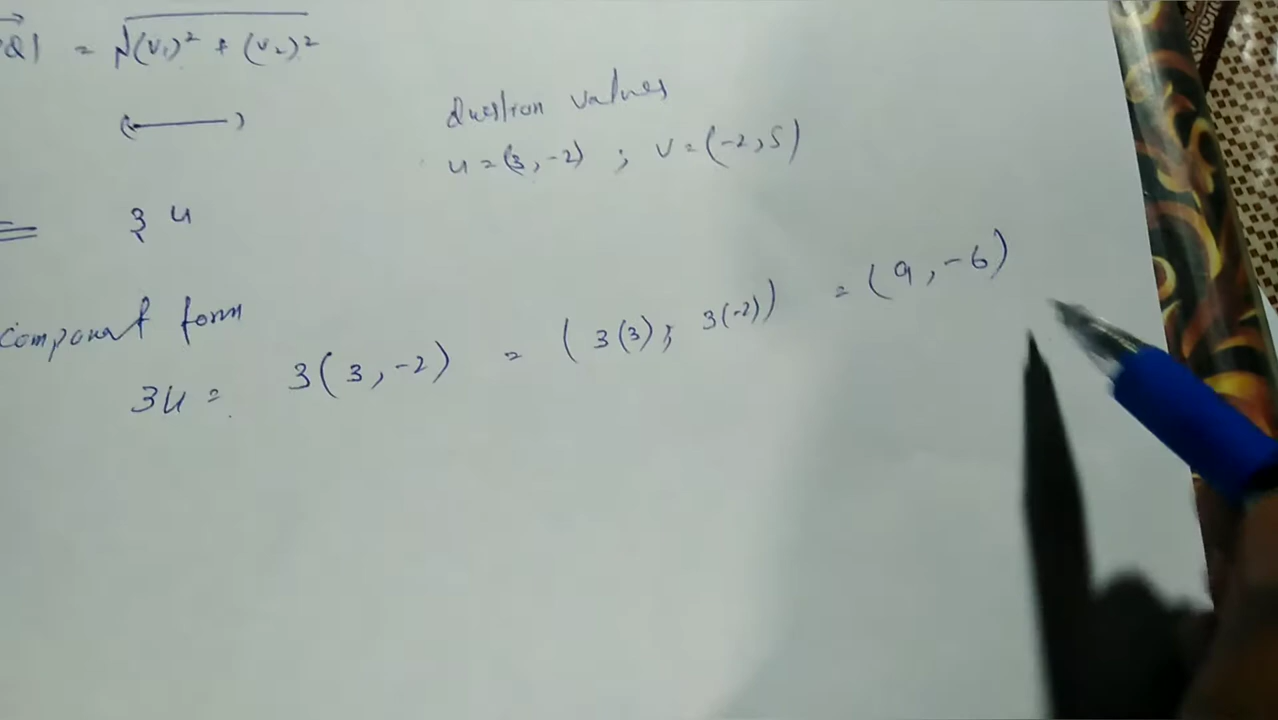 Q| = √(v₁)² + (v₂)²
Question values
u = (3, -2) ; v = (-2, 5)
= 3 u
Component form
3u = 3(3, -2) = (3(3), 3(-2)) = (9, -6)